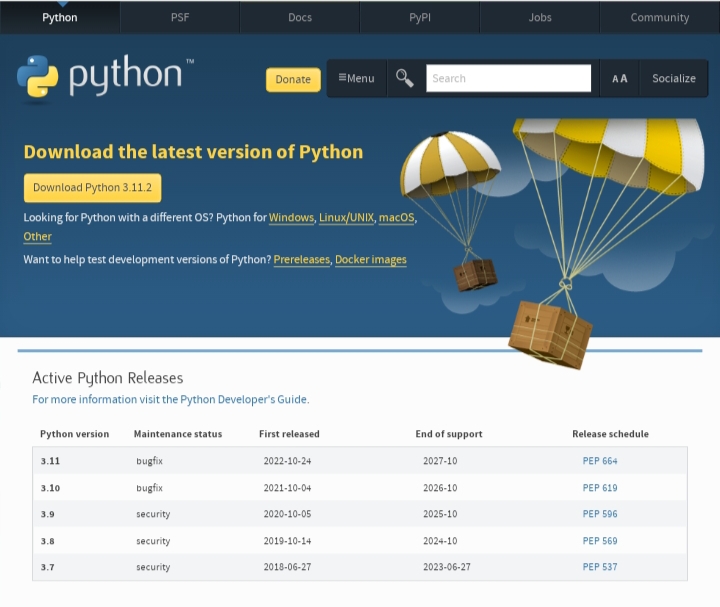 Python PSF Docs PyPI Jobs Community
python™ Donate ≡Menu Search A A Socialize
Download the latest version of Python
Download Python 3.11.2
Looking for Python with a different OS? Python for Windows, Linux/UNIX, macOS,
Other
Want to help test development versions of Python? Prereleases, Docker images
Active Python Releases
For more information visit the Python Developer's Guide.
Python version Maintenance status First released End of support Release schedule
3.11 bugfix 2022-10-24 2027-10 PEP 664
3.10 bugfix 2021-10-04 2026-10 PEP 619
3.9 security 2020-10-05 2025-10 PEP 596
3.8 security 2019-10-14 2024-10 PEP 569
3.7 security 2018-06-27 2023-06-27 PEP 537